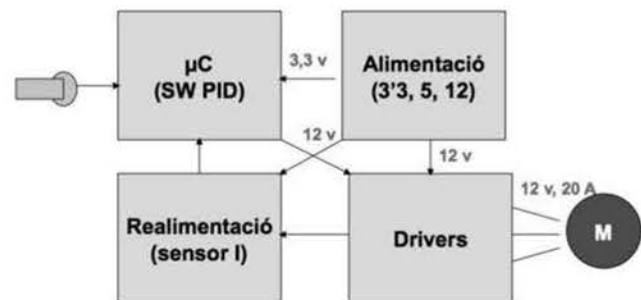 µC
(SW PID)
3,3 v
Alimentació
(3'3, 5, 12)
12 v
12 v
12 v, 20 A
Realimentació
(sensor I)
Drivers
M